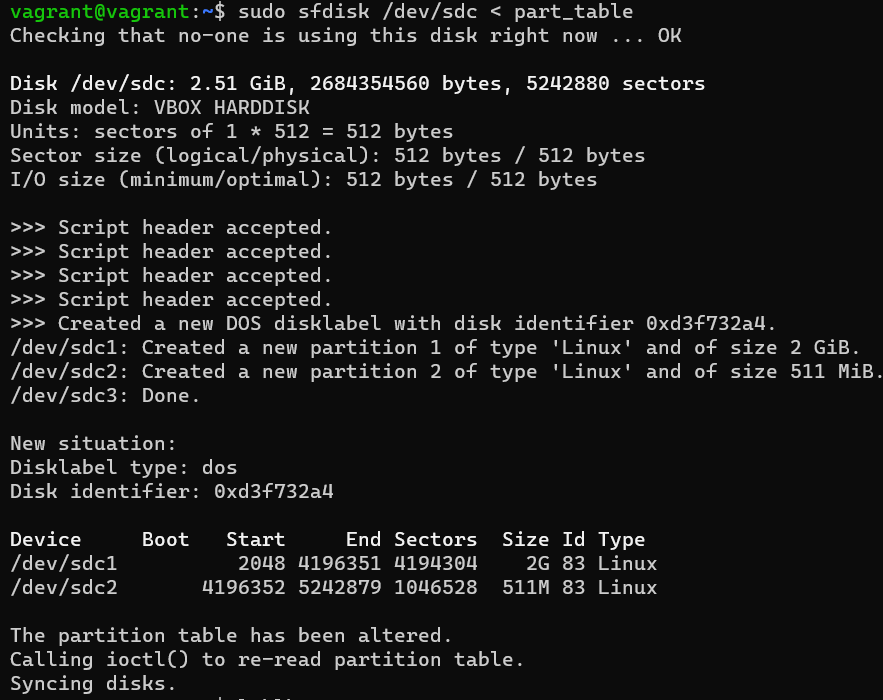 vagrant@vagrant:~$ sudo sfdisk /dev/sdc < part_table
Checking that no-one is using this disk right now ... OK
Disk /dev/sdc: 2.51 GiB, 2684354560 bytes, 5242880 sectors
Disk model: VBOX HARDDISK
Units: sectors of 1 * 512 = 512 bytes
Sector size (logical/physical): 512 bytes / 512 bytes
I/O size (minimum/optimal): 512 bytes / 512 bytes
>>> Script header accepted.
>>> Script header accepted.
>>> Script header accepted.
>>> Script header accepted.
>>> Created a new DOS disklabel with disk identifier 0xd3f732a4.
/dev/sdc1: Created a new partition 1 of type 'Linux' and of size 2 GiB.
/dev/sdc2: Created a new partition 2 of type 'Linux' and of size 511 MiB.
/dev/sdc3: Done.
New situation:
Disklabel type: dos
Disk identifier: 0xd3f732a4
Device     Boot   Start     End Sectors  Size Id Type
/dev/sdc1          2048 4196351 4194304    2G 83 Linux
/dev/sdc2       4196352 5242879 1046528  511M 83 Linux
The partition table has been altered.
Calling ioctl() to re-read partition table.
Syncing disks.